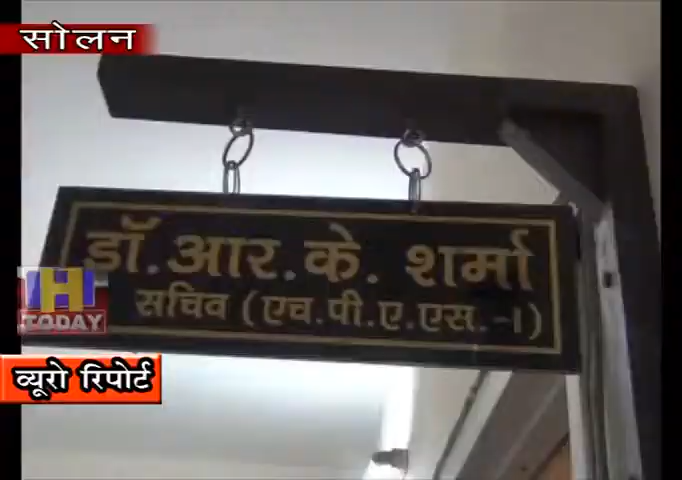 सोलन
डॉ. आर. के. शर्मा
सचिव (एच.पी.ए.एस.-I)
H
TODAY
ब्यूरो रिपोर्ट